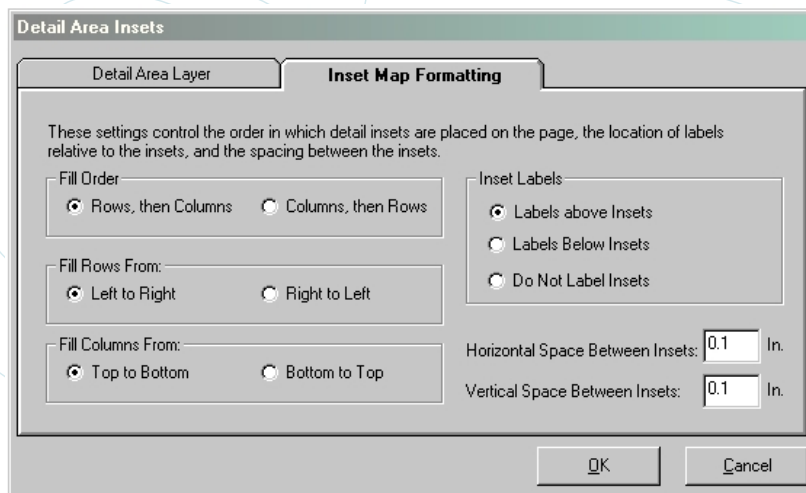 Detail Area Insets
Detail Area Layer
Inset Map Formatting
These settings control the order in which detail insets are placed on the page, the location of labels
relative to the insets, and the spacing between the insets.
Fill Order
Rows, then Columns
Columns, then Rows
Fill Rows From:
Left to Right
Right to Left
Fill Columns From:
Top to Bottom
Bottom to Top
Inset Labels
Labels above Insets
Labels Below Insets
Do Not Label Insets
Horizontal Space Between Insets: 0.1 In.
Vertical Space Between Insets: 0.1 In.
OK
Cancel